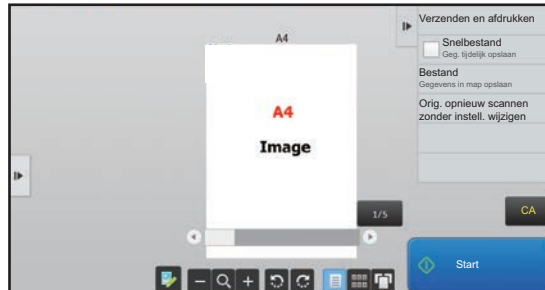 A4
A4
Image
1/5
Verzenden en afdrukken
Snelbestand
Geg. tijdelijk opslaan
Bestand
Gegevens in map opslaan
Orig. opnieuw scannen
zonder instell. wijzigen
CA
Start